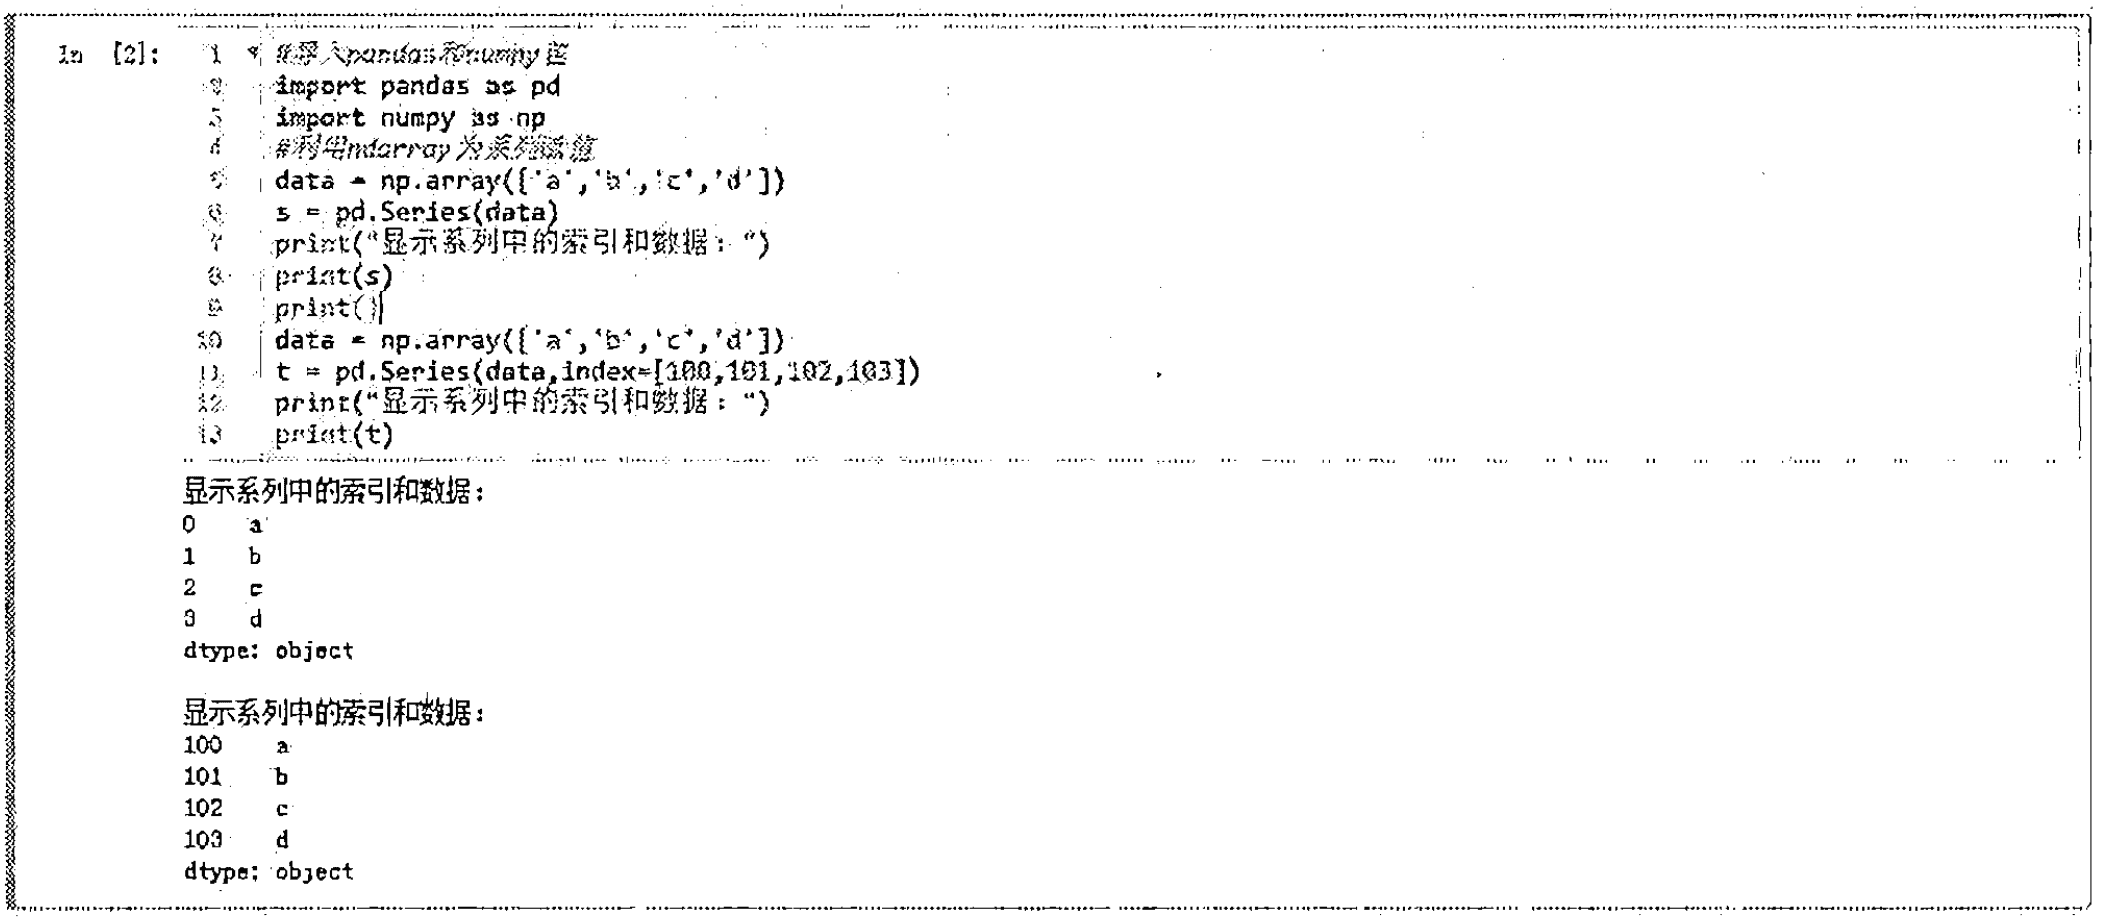 In [2]:
1 #导入pandas和numpy包
2 import pandas as pd
3 import numpy as np
4 #利用ndarray为系列赋值
5 data = np.array(['a','b','c','d'])
6 s = pd.Series(data)
7 print("显示系列中的索引和数据：")
8 print(s)
9 print()
10 data = np.array(['a','b','c','d'])
11 t = pd.Series(data,index=[100,101,102,103])
12 print("显示系列中的索引和数据：")
13 print(t)
显示系列中的索引和数据：
0 a
1 b
2 c
3 d
dtype: object
显示系列中的索引和数据：
100 a
101 b
102 c
103 d
dtype: object